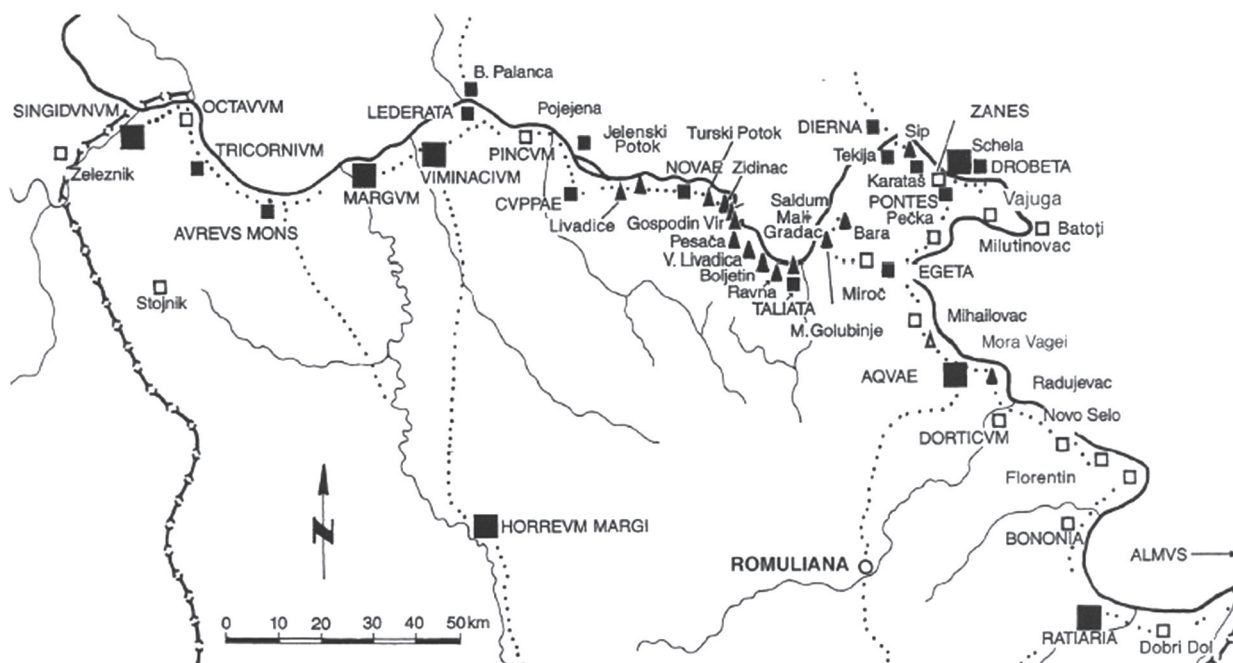 B. Palanca
SINGIDVNVM
OCTAVVM
LEDERATA
Pojejena
ZANES
Jelenski
Potok
Turski Potok
DIERNA
Sip
Schela
TRICORNIVM
PINCVM
NOVAE
Zidinac
Tekija
DROBETA
Železnik
VIMINACIVM
Karataš
MARGVM
CVPPAE
Saldum
PONTES
Vajuga
Livadice
Gospodin Vir
Mali
Gradac
Bara
Pečka
Batoți
AVREVS MONS
Pesača
Milutinovac
V. Livadica
Boljetin
EGETA
Ravna
Miroč
Stojnik
TALIATA
M.Golubinje
Mihailovac
Mora Vagei
AQVAE
Radujevac
Novo Selo
DORTICVM
Florentin
HORREVM MARGI
BONONIA
ALMVS
ROMULIANA
N
0 10 20 30 40 50 km
RATIARIA
Dobri Dol